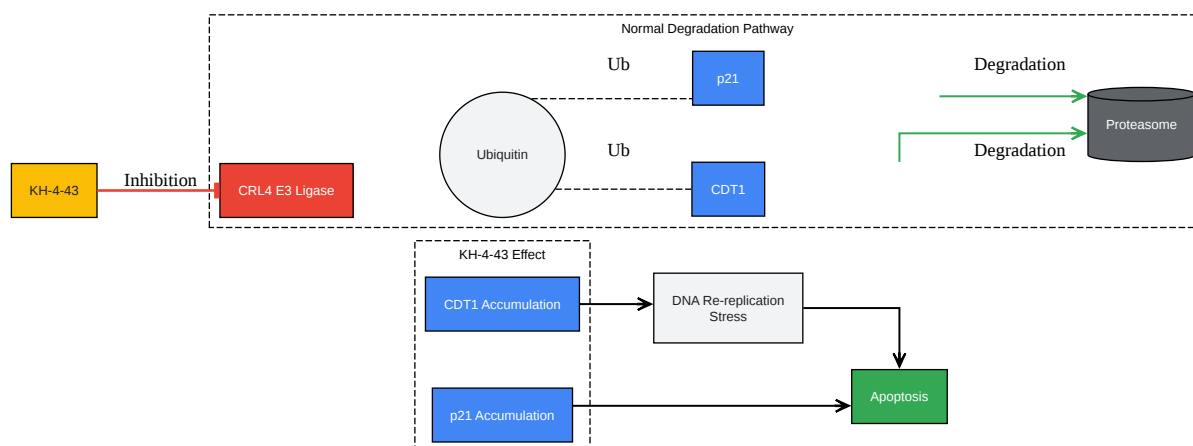 Normal Degradation Pathway
Ub
p21
Degradation
Proteasome
Ubiquitin
Ub
Degradation
KH-4-43
Inhibition
CRL4 E3 Ligase
CDT1
KH-4-43 Effect
CDT1 Accumulation
DNA Re-replication
Stress
p21 Accumulation
Apoptosis